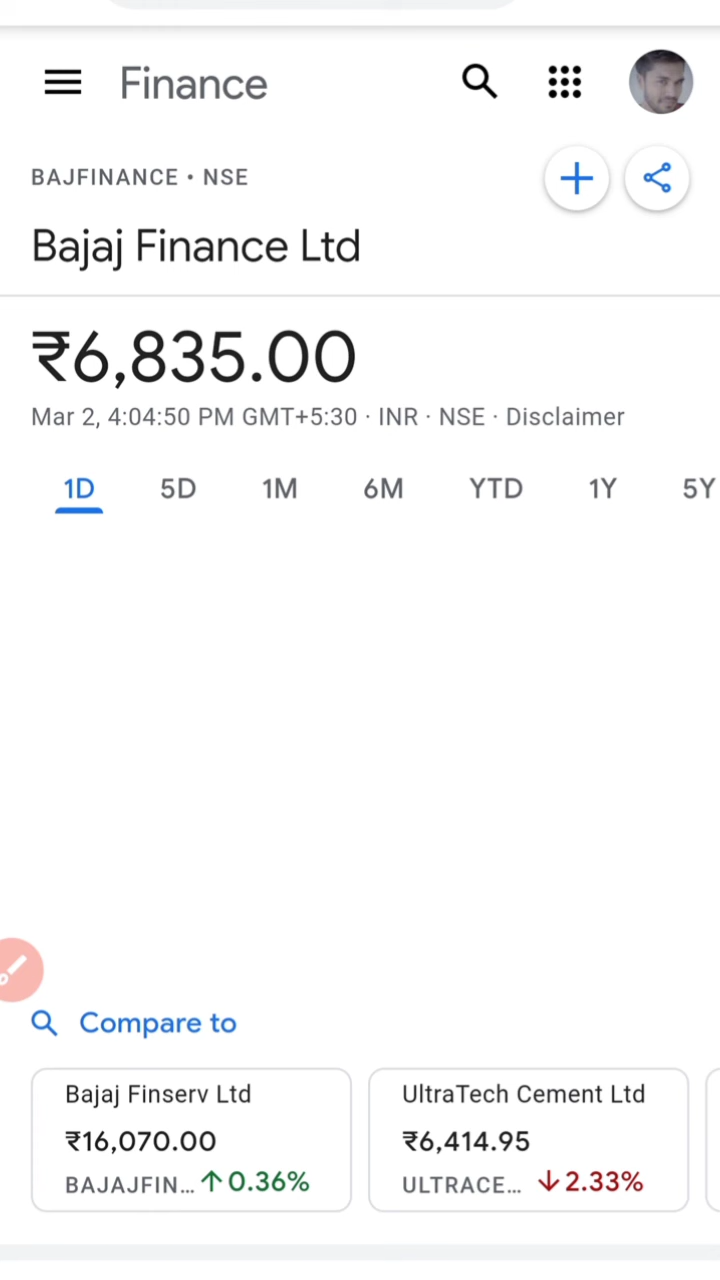 Finance
BAJFINANCE • NSE
Bajaj Finance Ltd
₹6,835.00
Mar 2, 4:04:50 PM GMT+5:30 · INR · NSE · Disclaimer
1D 5D 1M 6M YTD 1Y 5Y
Compare to
Bajaj Finserv Ltd UltraTech Cement Ltd
₹16,070.00 ₹6,414.95
BAJAJFIN... ↑0.36% ULTRACE... ↓2.33%